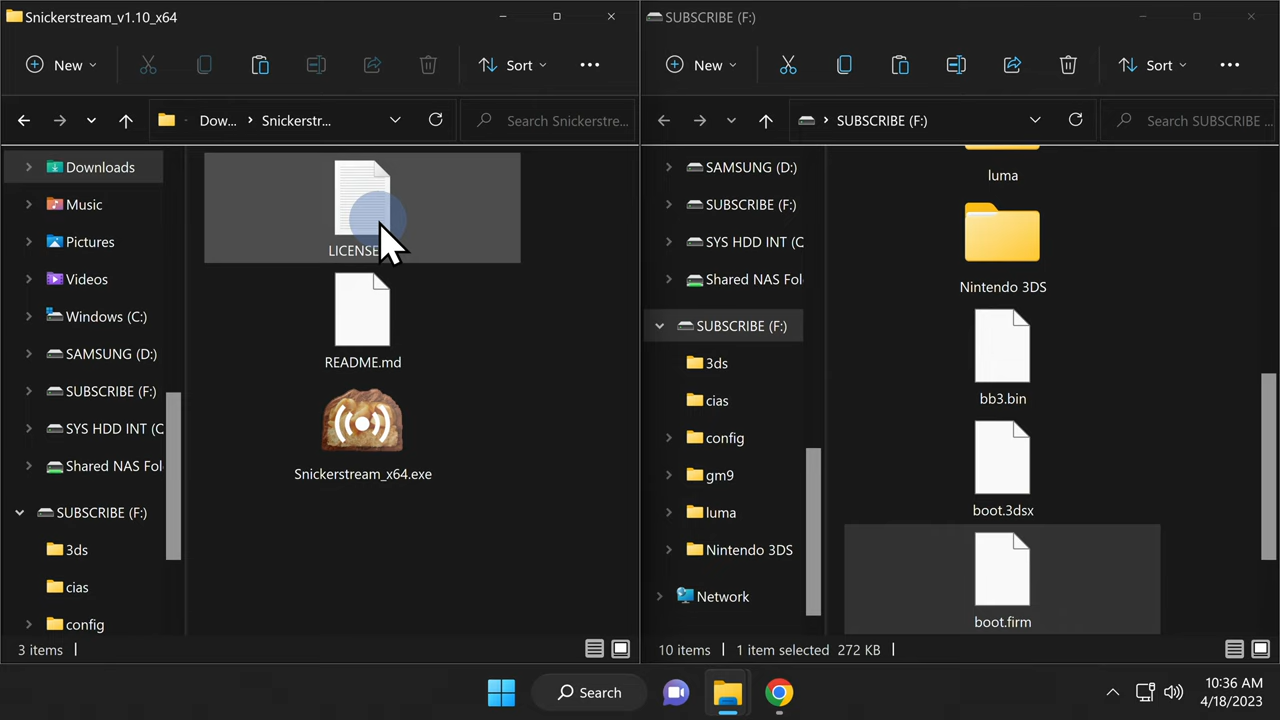 Snickerstream_v1.10_x64
New
Sort
Dow... Snickerstr...
Search Snickerstre...
Downloads
Music
Pictures
Videos
Windows (C:)
SAMSUNG (D:)
SUBSCRIBE (F:)
SYS HDD INT (C
Shared NAS Fol
SUBSCRIBE (F:)
3ds
cias
config
LICENSE
README.md
Snickerstream_x64.exe
3 items
SUBSCRIBE (F:)
New
Sort
SUBSCRIBE (F:)
Search SUBSCRIBE ...
SAMSUNG (D:)
SUBSCRIBE (F:)
SYS HDD INT (C
Shared NAS Fol
SUBSCRIBE (F:)
3ds
cias
config
gm9
luma
Nintendo 3DS
Network
luma
Nintendo 3DS
bb3.bin
boot.3dsx
boot.firm
10 items 1 item selected 272 KB
Search
10:36 AM
4/18/2023